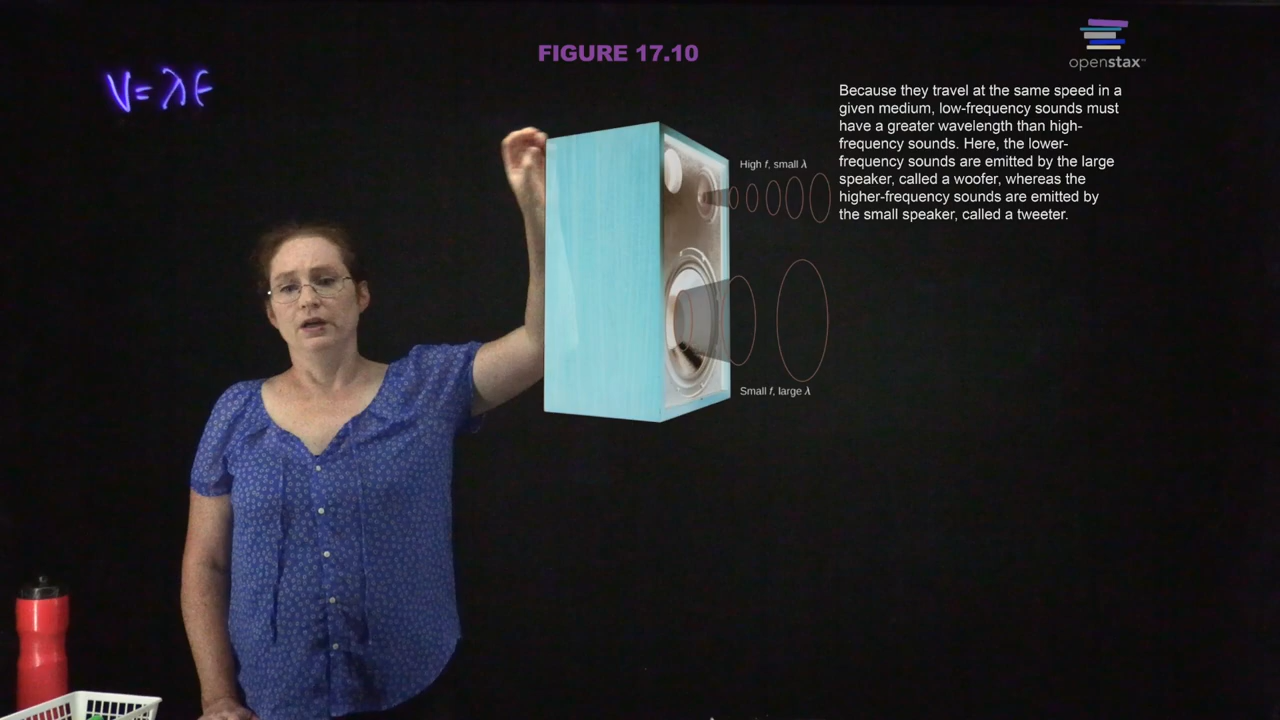 V = λf
FIGURE 17.10
openstax™
Because they travel at the same speed in a
given medium, low-frequency sounds must
have a greater wavelength than high-
frequency sounds. Here, the lower-
frequency sounds are emitted by the large
speaker, called a woofer, whereas the
higher-frequency sounds are emitted by
the small speaker, called a tweeter.
High f, small λ
Small f, large λ